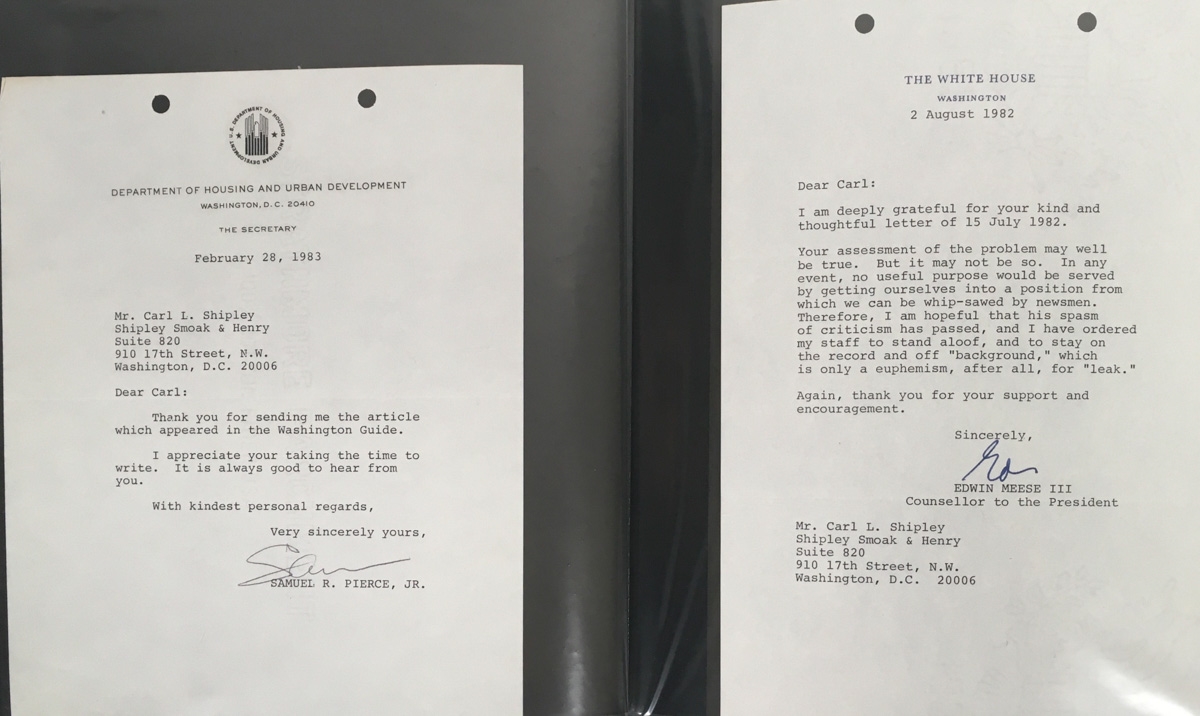 U.S. DEPARTMENT OF HOUSING AND URBAN DEVELOPMENT
DEPARTMENT OF HOUSING AND URBAN DEVELOPMENT
WASHINGTON, D.C. 20410
THE SECRETARY
February 28, 1983
Mr. Carl L. Shipley
Shipley Smoak & Henry
Suite 820
910 17th Street, N.W.
Washington, D.C. 20006
Dear Carl:
Thank you for sending me the article
which appeared in the Washington Guide.
I appreciate your taking the time to
write. It is always good to hear from
you.
With kindest personal regards,
Very sincerely yours,
Sam
SAMUEL R. PIERCE, JR.
THE WHITE HOUSE
WASHINGTON
2 August 1982
Dear Carl:
I am deeply grateful for your kind and
thoughtful letter of 15 July 1982.
Your assessment of the problem may well
be true. But it may not be so. In any
event, no useful purpose would be served
by getting ourselves into a position from
which we can be whip-sawed by newsmen.
Therefore, I am hopeful that his spasm
of criticism has passed, and I have ordered
my staff to stand aloof, and to stay on
the record and off "background," which
is only a euphemism, after all, for "leak."
Again, thank you for your support and
encouragement.
Sincerely,
Ed
EDWIN MEESE III
Counsellor to the President
Mr. Carl L. Shipley
Shipley Smoak & Henry
Suite 820
910 17th Street, N.W.
Washington, D.C. 20006